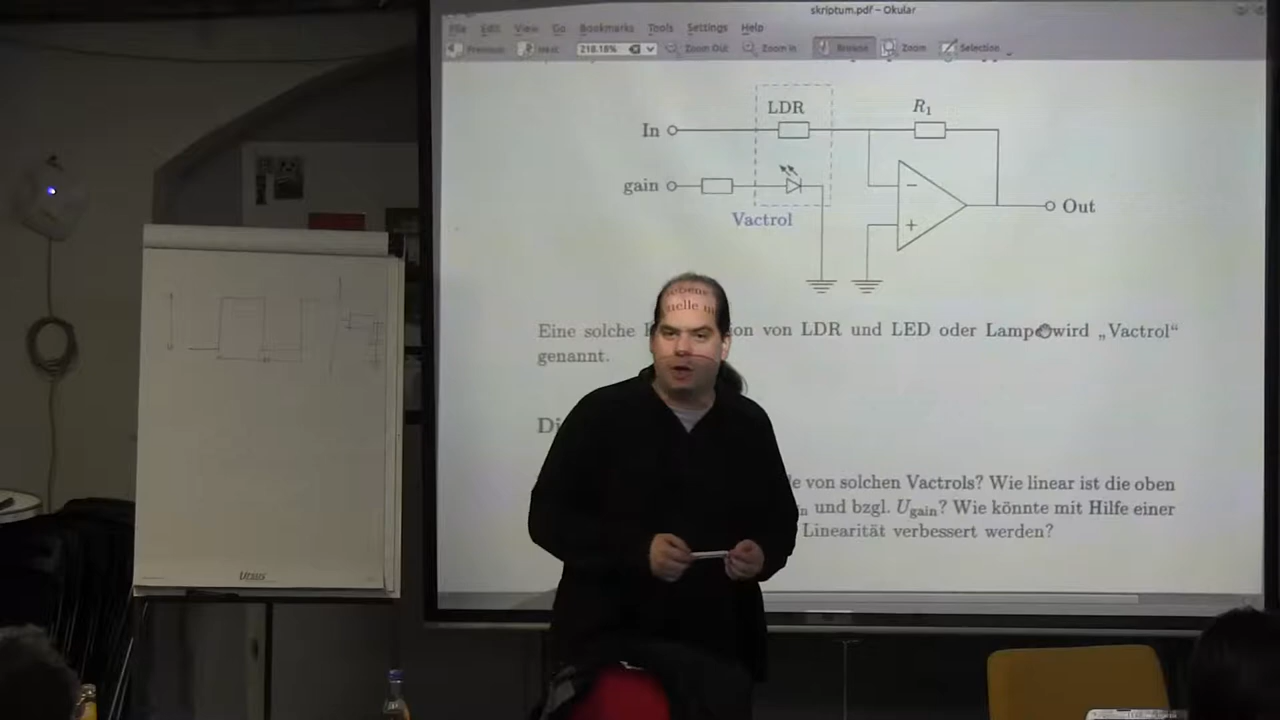 skriptum.pdf – Okular
File Edit View Go Bookmarks Tools Settings Help
Previous Next 218.18% Zoom Out Zoom In Browse Zoom Selection
LDR R1
In
gain
−
+
Out
Vactrol
obens
uelle
Eine solche on von LDR und LED oder Lampe wird „Vactrol“
genannt.
von solchen Vactrols? Wie linear ist die oben
und bzgl. Ugain? Wie könnte mit Hilfe einer
Linearität verbessert werden?